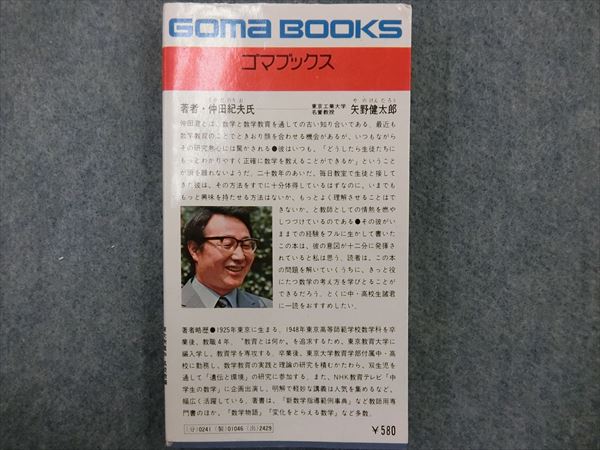 GOMA BOOKS
ゴマブックス
著者・仲田紀夫氏
東京工業大学
名誉教授
やのけんたろう
矢野健太郎
仲田君とは、数学と数学教育を通しての古い知り合いである。最近も
数学教育のことでときおり顔を合わせる機会があるが、いつもながら
その研究熱心には驚かされる●彼はいつも、「どうしたら生徒たちに
もっとわかりやすく正確に数学を教えることができるか」ということ
が頭を離れないようだ。二十数年のあいだ、毎日教室で生徒と接して
きた彼は、その方法をすでに十分体得しているはずなのに、いまでも
もっと興味を持たせる方法はないか、もっとよく理解させることはで
きないか、と教師としての情熱を燃や
しつづけているのである●その彼がい
ままでの経験をフルに生かして書いた
この本は、彼の意図が十二分に発揮さ
れていると私は思う。読者は、この本
の問題を解いていくうちに、きっと役
にたつ数学の考え方を学びとることが
できるだろう。とくに中・高校生諸君
に一読をおすすめしたい。
著者略歴●1925年東京に生まる。1948年東京高等師範学校数学科を卒
業後、教職4年、“教育とは何か”を追求するため、東京教育大学に
編入学し、教育学を専攻する。卒業後、東京大学教育学部付属中・高
校に勤務し、数学教育の実践と理論の研究を積むかたわら、双生児を
通して「遺伝と環境」の研究に参加する。また、NHK教育テレビ「中
学生の数学」に企画出演し、明解で軽妙な講義は人気を集めるなど、
幅広く活躍している。著書は、「新数学指導範例事典」など教師用専
門書のほか、「数学物語」「変化をとらえる数学」など多数。
(分)0241 (製)01046 (出)2429
￥580